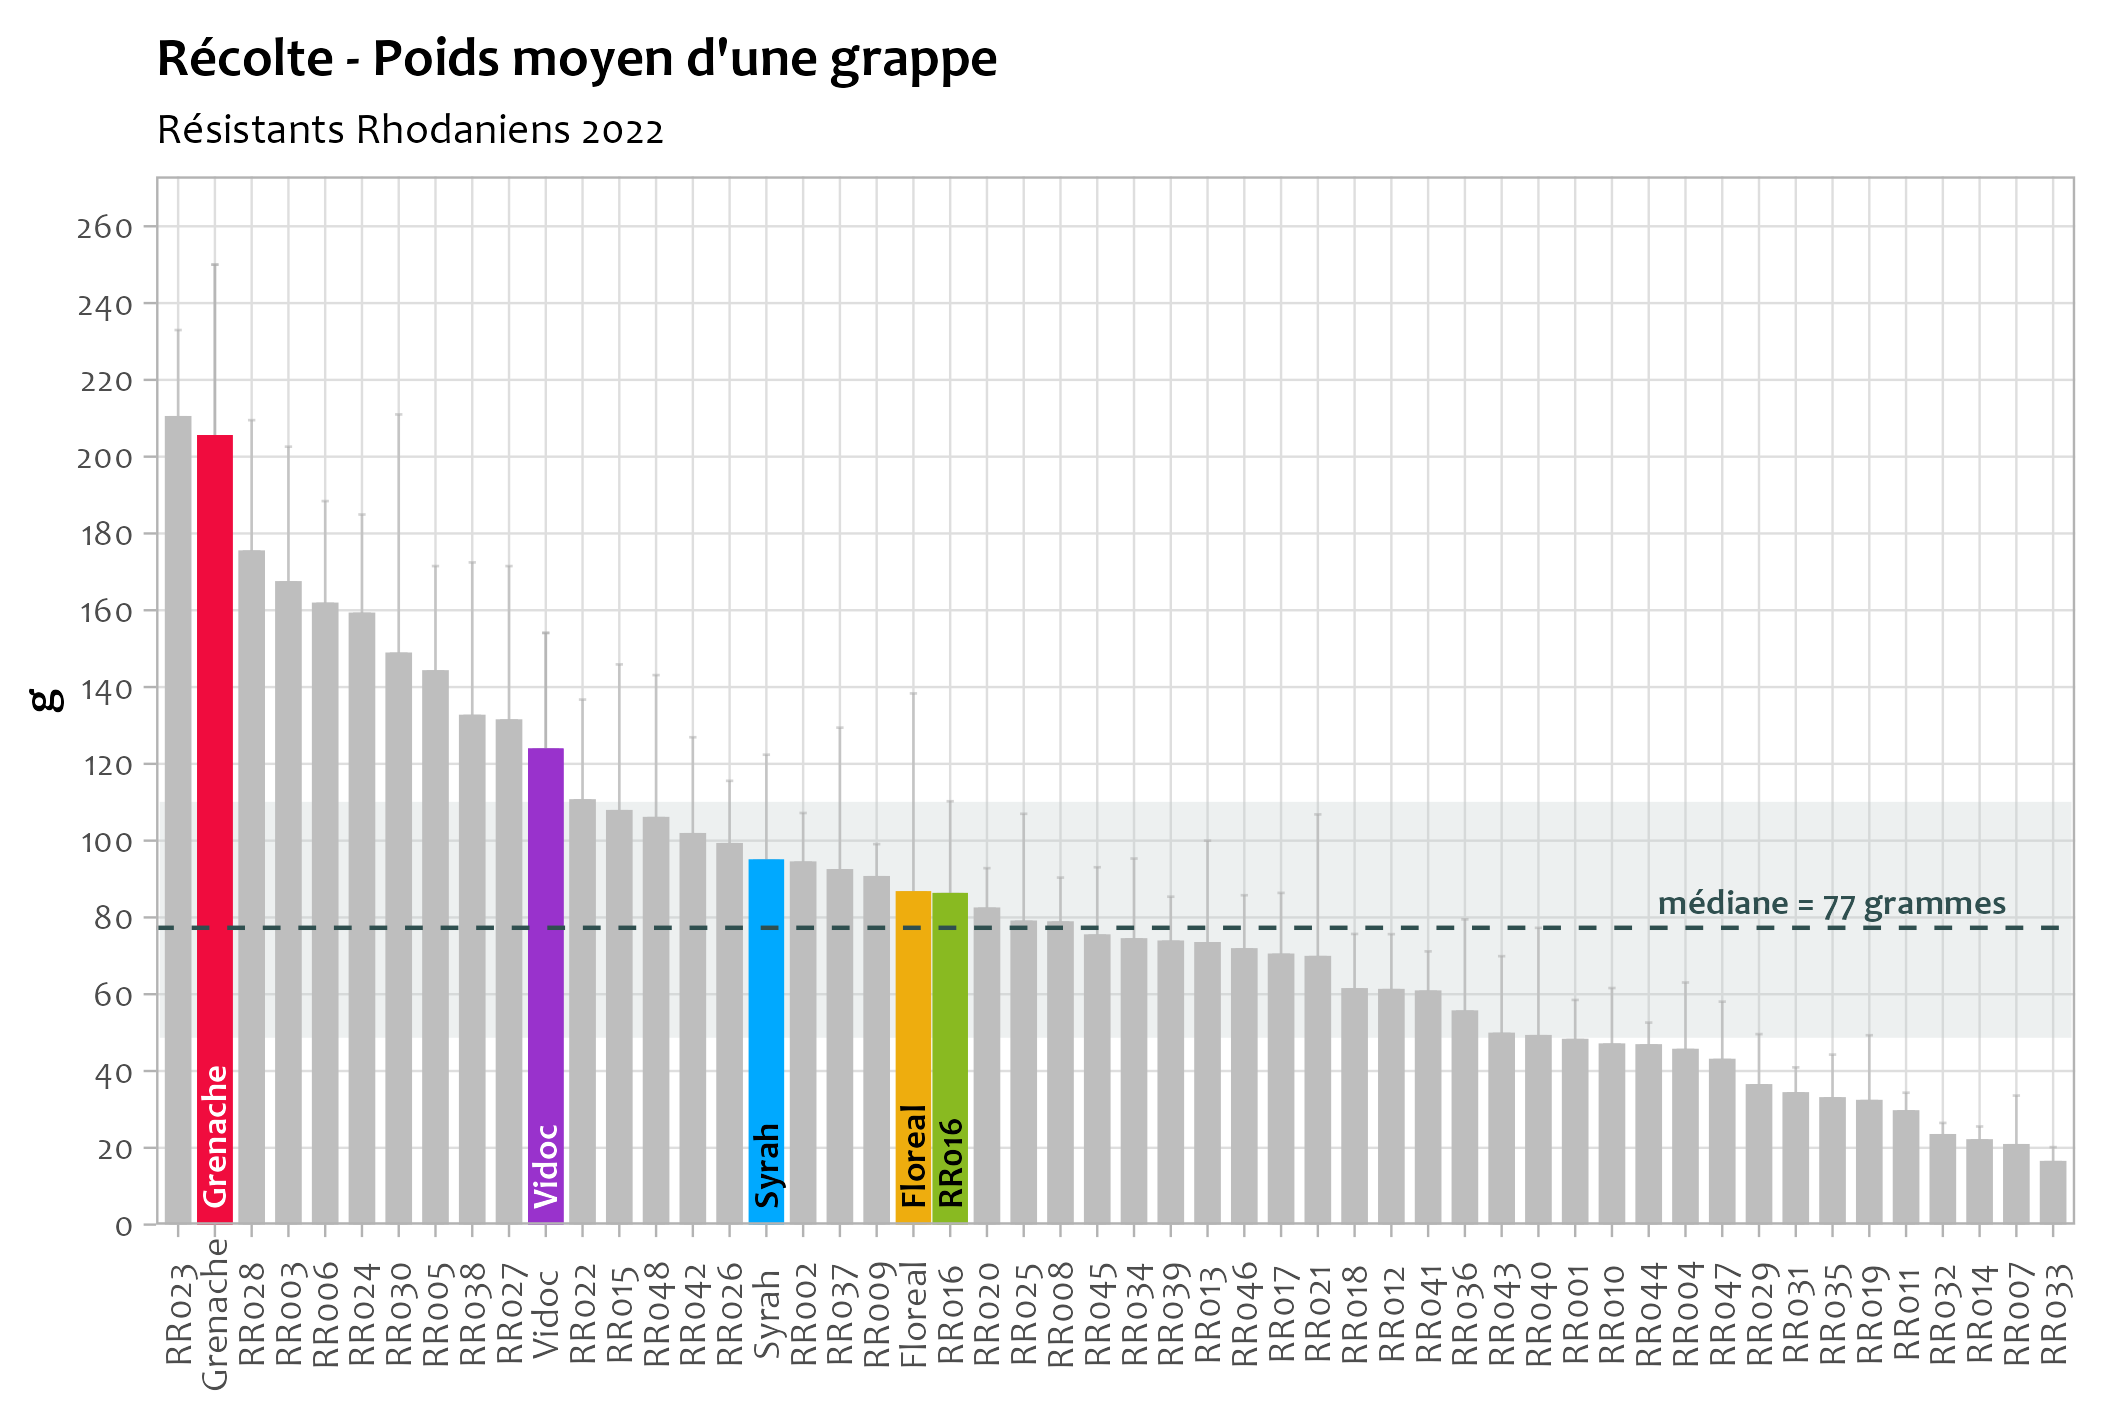 Récolte - Poids moyen d'une grappe
Résistants Rhodaniens 2022
g
260
240
220
200
180
160
140
120
100
80
60
40
20
0
médiane = 77 grammes
Grenache
Vidoc
Syrah
Floreal
RR016
RR023
Grenache
RR028
RR003
RR006
RR024
RR030
RR005
RR038
RR027
Vidoc
RR022
RR015
RR048
RR042
RR026
Syrah
RR002
RR037
RR009
Floreal
RR016
RR020
RR025
RR008
RR045
RR034
RR039
RR013
RR046
RR017
RR021
RR018
RR012
RR041
RR036
RR043
RR040
RR001
RR010
RR044
RR004
RR047
RR029
RR031
RR035
RR019
RR011
RR032
RR014
RR007
RR033